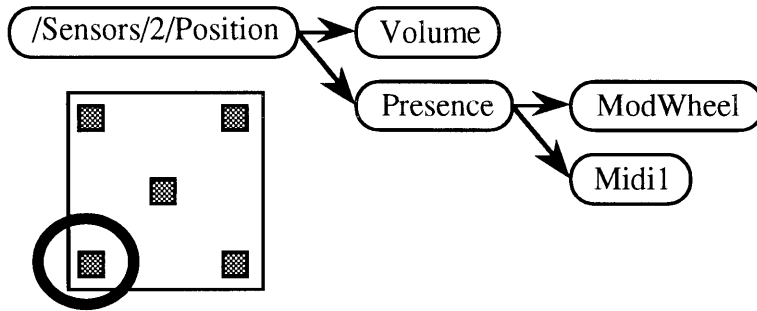 /Sensors/2/Position
Volume
Presence
ModWheel
Midi1